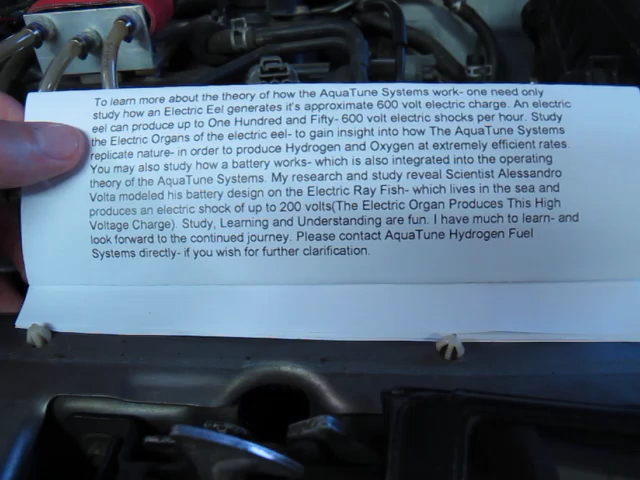 To learn more about the theory of how the AquaTune Systems work- one need only
study how an Electric Eel generates it's approximate 600 volt electric charge. An electric
eel can produce up to One Hundred and Fifty- 600 volt electric shocks per hour. Study
the Electric Organs of the electric eel- to gain insight into how The AquaTune Systems
replicate nature- in order to produce Hydrogen and Oxygen at extremely efficient rates.
You may also study how a battery works- which is also integrated into the operating
theory of the AquaTune Systems. My research and study reveal Scientist Alessandro
Volta modeled his battery design on the Electric Ray Fish- which lives in the sea and
produces an electric shock of up to 200 volts(The Electric Organ Produces This High
Voltage Charge). Study, Learning and Understanding are fun. I have much to learn- and
look forward to the continued journey. Please contact AquaTune Hydrogen Fuel
Systems directly- if you wish for further clarification.